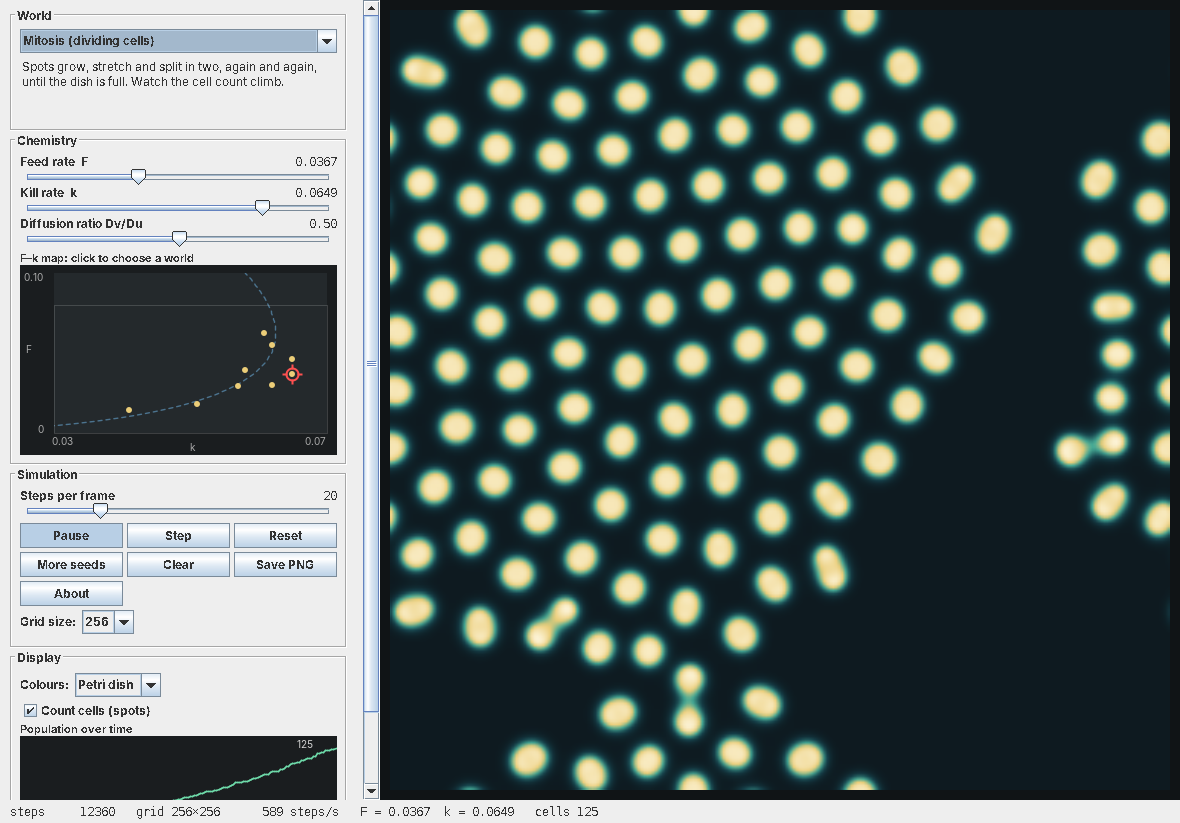 World
Mitosis (dividing cells)
Spots grow, stretch and split in two, again and again,
until the dish is full. Watch the cell count climb.
Chemistry
Feed rate F 0.0367
Kill rate k 0.0649
Diffusion ratio Dv/Du 0.50
F–k map: click to choose a world
0.10
F
0
0.03 0.07
k
Simulation
Steps per frame 20
Pause Step Reset
More seeds Clear Save PNG
About
Grid size: 256
Display
Colours: Petri dish
Count cells (spots)
Population over time
125
steps 12360 grid 256×256 589 steps/s F = 0.0367 k = 0.0649 cells 125